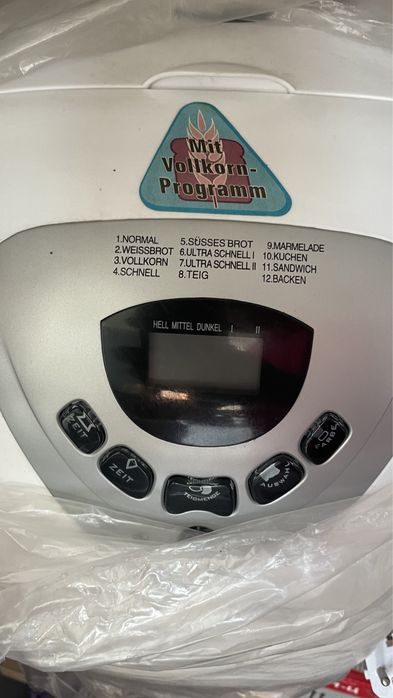 Mit
Vollkorn-
Programm
1.NORMAL
2.WEISSBROT
3.VOLLKORN
4.SCHNELL
5.SÜSSES BROT
6.ULTRA SCHNELL I
7.ULTRA SCHNELL II
8.TEIG
9.MARMELADE
10.KUCHEN
11.SANDWICH
12.BACKEN
HELL MITTEL DUNKEL I II
ZEIT
ZEIT
TEIGMENGE
AUSWAHL
FARBE